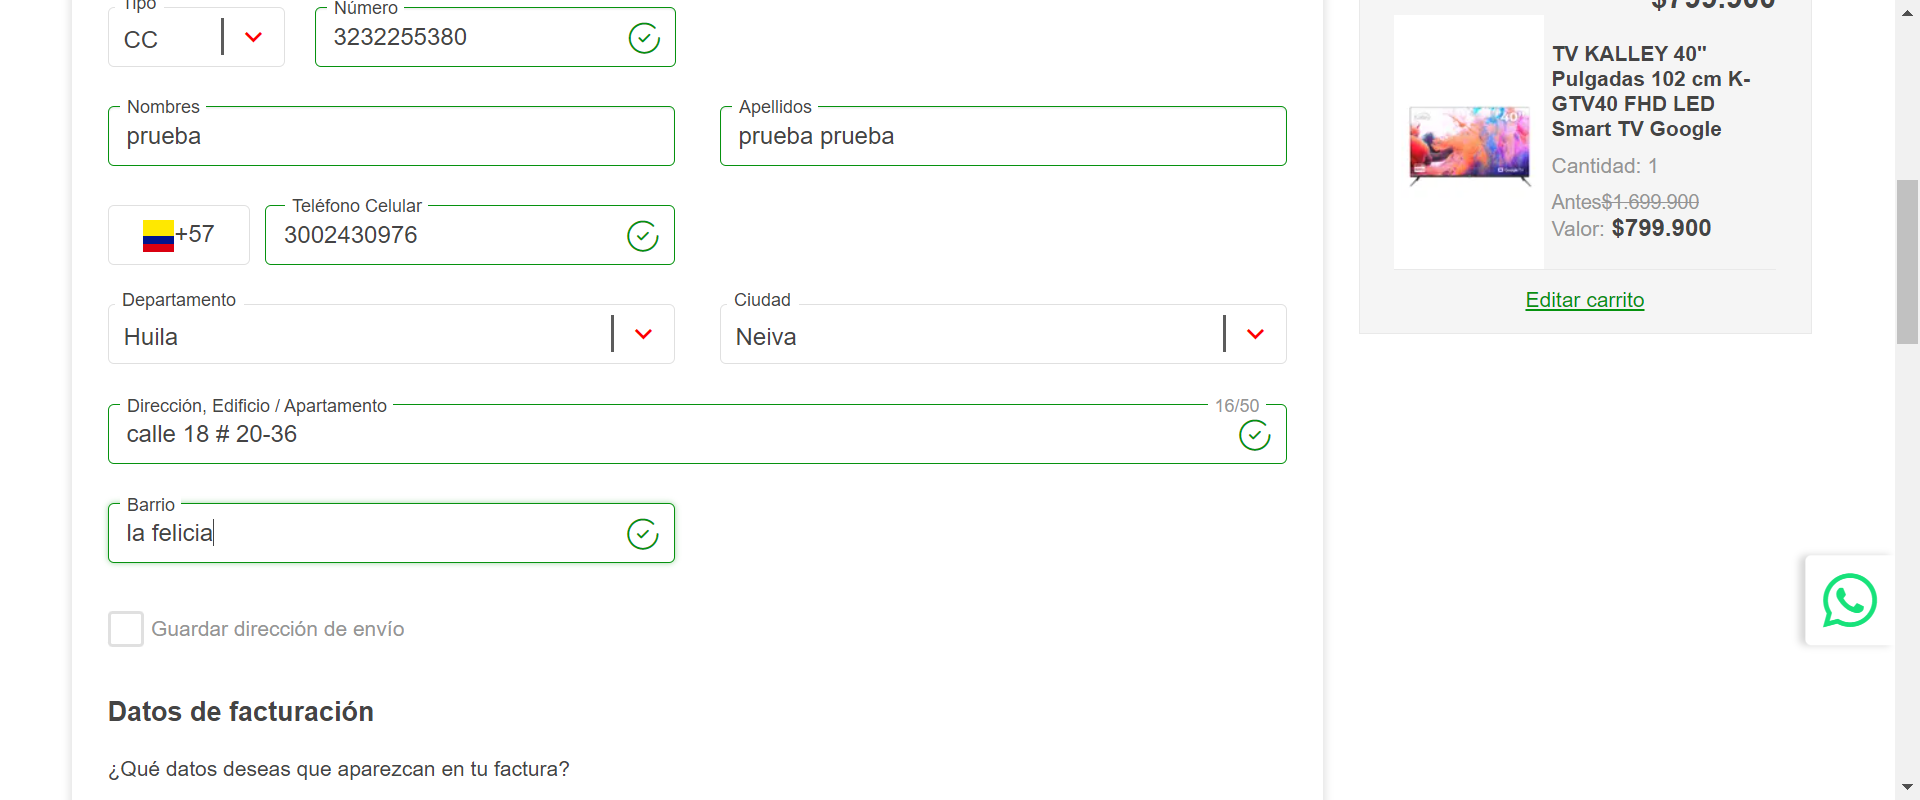 Tipo
CC
Número
3232255380
Nombres
prueba
Apellidos
prueba prueba
+57
Teléfono Celular
3002430976
Departamento
Huila
Ciudad
Neiva
Dirección, Edificio / Apartamento
16/50
calle 18 # 20-36
Barrio
la felicia
Guardar dirección de envío
Datos de facturación
¿Qué datos deseas que aparezcan en tu factura?
$799.900
TV KALLEY 40"
Pulgadas 102 cm K-
GTV40 FHD LED
Smart TV Google
Cantidad: 1
Antes$1.699.900
Valor: $799.900
Editar carrito